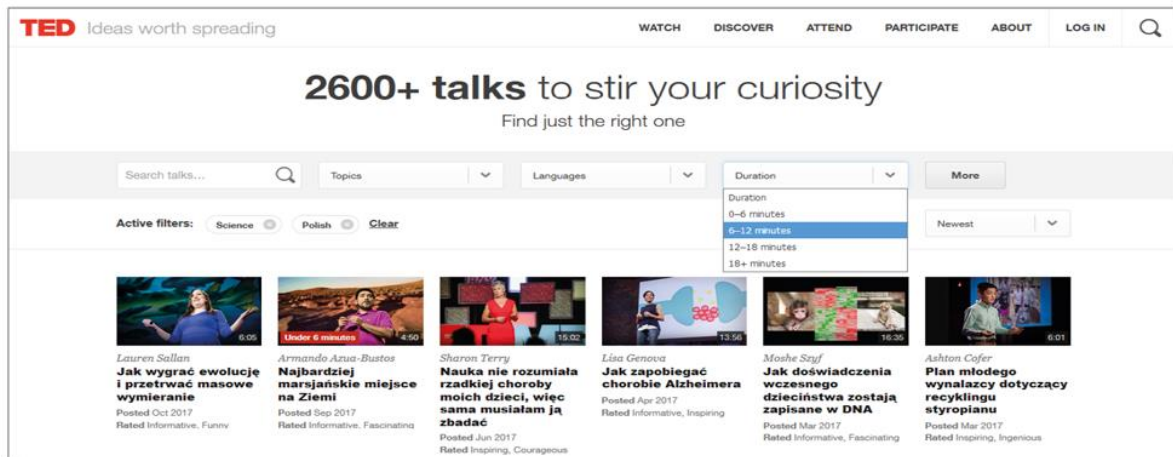 TED Ideas worth spreading
WATCH DISCOVER ATTEND PARTICIPATE ABOUT LOG IN
2600+ talks to stir your curiosity
Find just the right one
Search talks... Topics Languages Duration More
Duration
0–6 minutes
6–12 minutes
12–18 minutes
18+ minutes
Active filters: Science Polish Clear
Newest
6:05
Lauren Sallan
Jak wygrać ewolucję
i przetrwać masowe
wymieranie
Posted Oct 2017
Rated Informative, Funny
Under 6 minutes 4:50
Armando Azua-Bustos
Najbardziej
marsjańskie miejsce
na Ziemi
Posted Sep 2017
Rated Informative, Fascinating
15:02
Sharon Terry
Nauka nie rozumiała
rzadkiej choroby
moich dzieci, więc
sama musiałam ją
zbadać
Posted Jun 2017
Rated Inspiring, Courageous
13:56
Lisa Genova
Jak zapobiegać
chorobie Alzheimera
Posted Apr 2017
Rated Informative, Inspiring
16:35
Moshe Szyf
Jak doświadczenia
wczesnego
dzieciństwa zostają
zapisane w DNA
Posted Mar 2017
Rated Informative, Fascinating
6:01
Ashton Cofer
Plan młodego
wynalazcy dotyczący
recyklingu
styropianu
Posted Mar 2017
Rated Inspiring, Ingenious